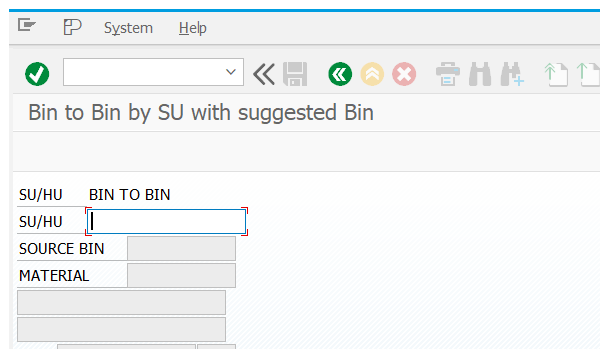 System Help
Bin to Bin by SU with suggested Bin
SU/HU BIN TO BIN
SU/HU
SOURCE BIN
MATERIAL